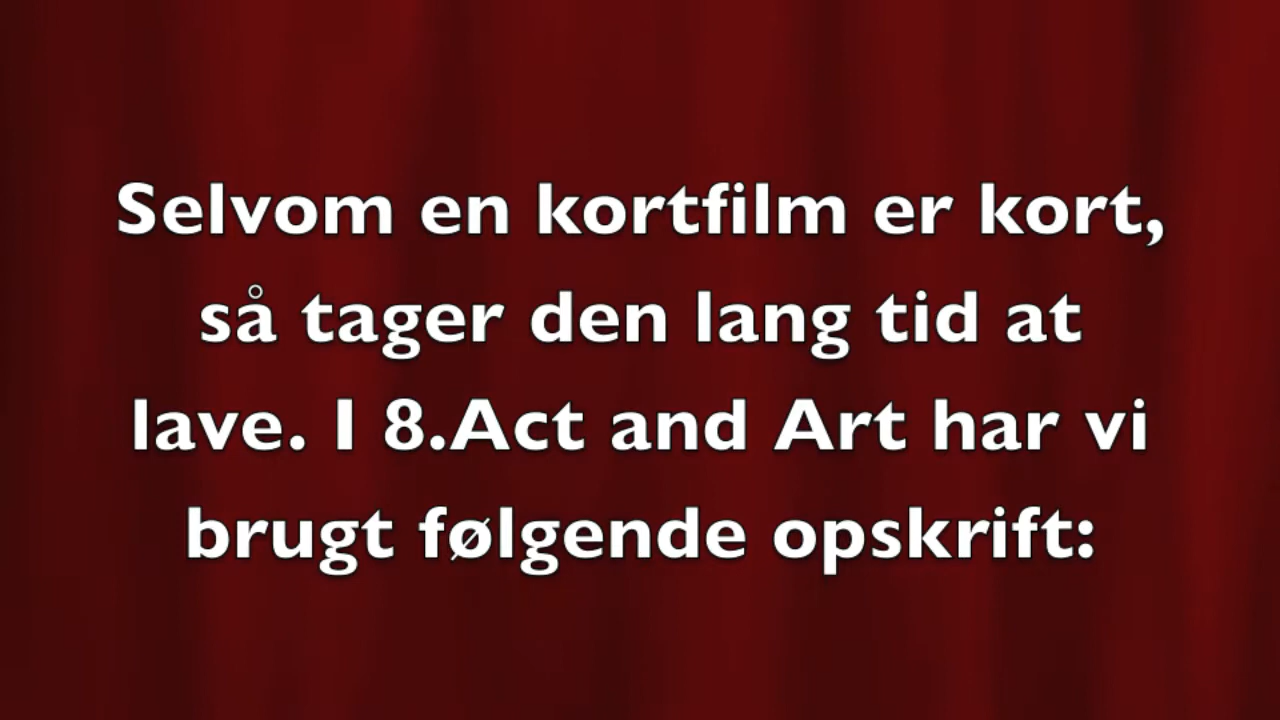 Selvom en kortfilm er kort,
så tager den lang tid at
lave. I 8.Act and Art har vi
brugt følgende opskrift: